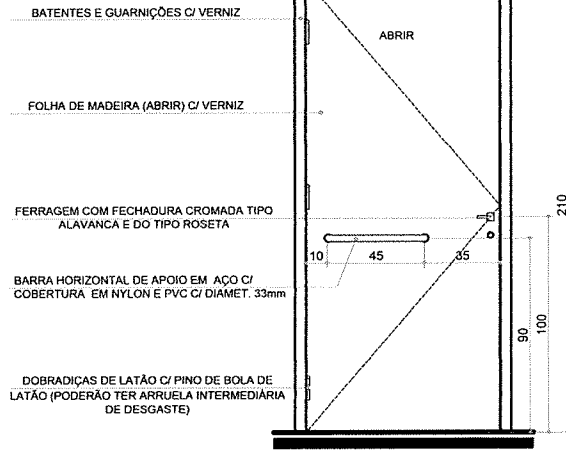 BATENTES E GUARNIÇÕES C/ VERNIZ
ABRIR
FOLHA DE MADEIRA (ABRIR) C/ VERNIZ
FERRAGEM COM FECHADURA CROMADA TIPO
ALAVANCA E DO TIPO ROSETA
210
10
45
35
BARRA HORIZONTAL DE APOIO EM AÇO C/
COBERTURA EM NYLON E PVC C/ DIAMET. 33mm
90
100
DOBRADIÇAS DE LATÃO C/ PINO DE BOLA DE
LATÃO (PODERÃO TER ARRUELA INTERMEDIÁRIA
DE DESGASTE)